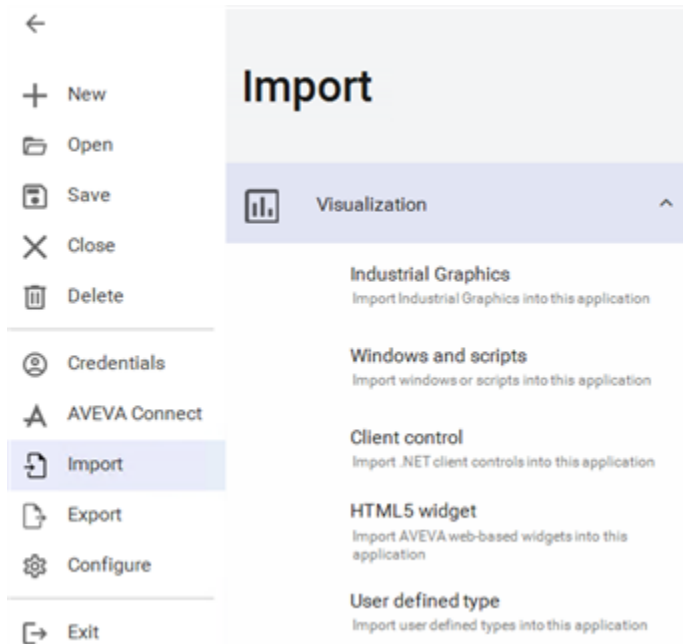 New
Open
Save
Close
Delete
Credentials
AVEVA Connect
Import
Export
Configure
Exit
Import
Visualization
Industrial Graphics
Import Industrial Graphics into this application
Windows and scripts
Import windows or scripts into this application
Client control
Import .NET client controls into this application
HTML5 widget
Import AVEVA web-based widgets into this
application
User defined type
Import user defined types into this application